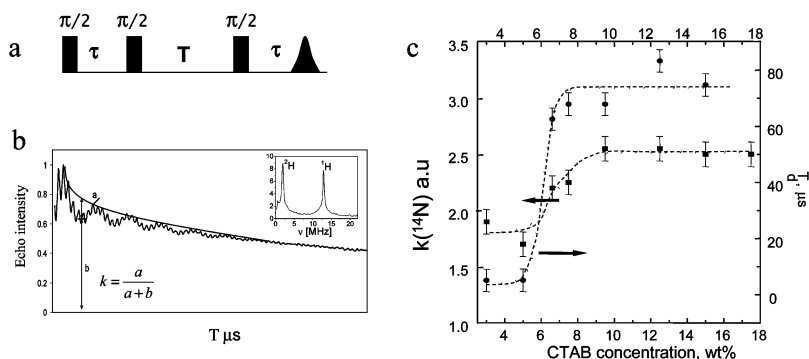 a
π/2 π/2 π/2
τ T τ
b
Echo intensity
1
0.8
0.6
0.4
0.2
0
a
b
k = a/(a+b)
10
8
6
4
2
0
²H
¹H
0 5 10 15 20
ν [MHz]
T μs
c
4 6 8 10 12 14 16 18
3.5
3.0
2.5
2.0
1.5
1.0
k(¹⁴N) a.u
80
60
40
20
0
T_d, μs
4 6 8 10 12 14 16 18
CTAB concentration, wt%